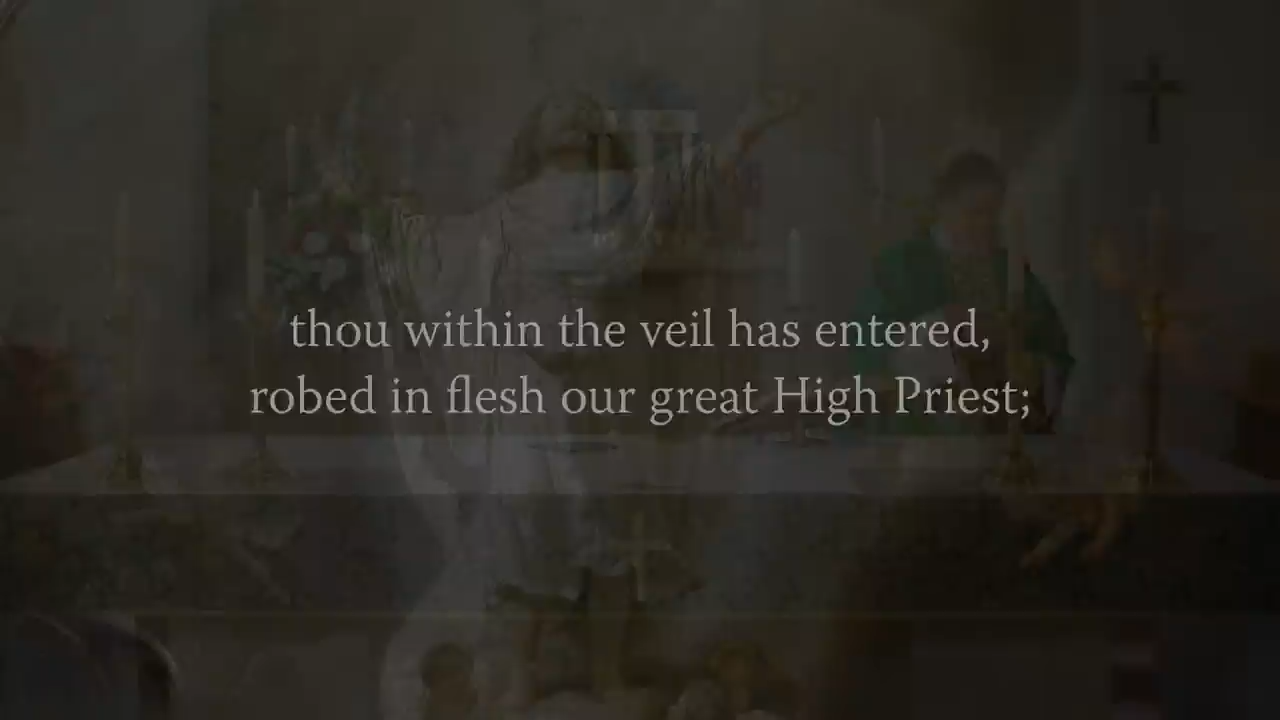 thou within the veil has entered,
robed in flesh our great High Priest;